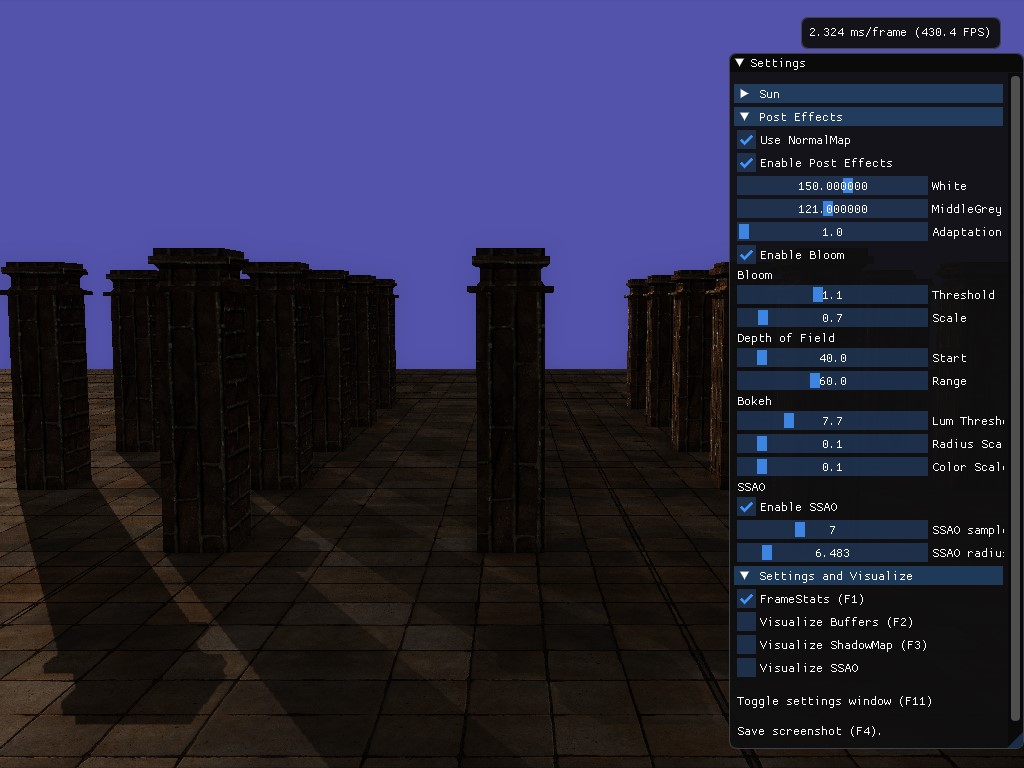 2.324 ms/frame (430.4 FPS)
Settings
Sun
Post Effects
Use NormalMap
Enable Post Effects
150.000000 White
121.000000 MiddleGrey
1.0 Adaptation
Enable Bloom
Bloom
1.1 Threshold
0.7 Scale
Depth of Field
40.0 Start
60.0 Range
Bokeh
7.7 Lum Thresh
0.1 Radius Sca
0.1 Color Scal
SSAO
Enable SSAO
7 SSAO sampl
6.483 SSAO radiu
Settings and Visualize
FrameStats (F1)
Visualize Buffers (F2)
Visualize ShadowMap (F3)
Visualize SSAO
Toggle settings window (F11)
Save screenshot (F4).